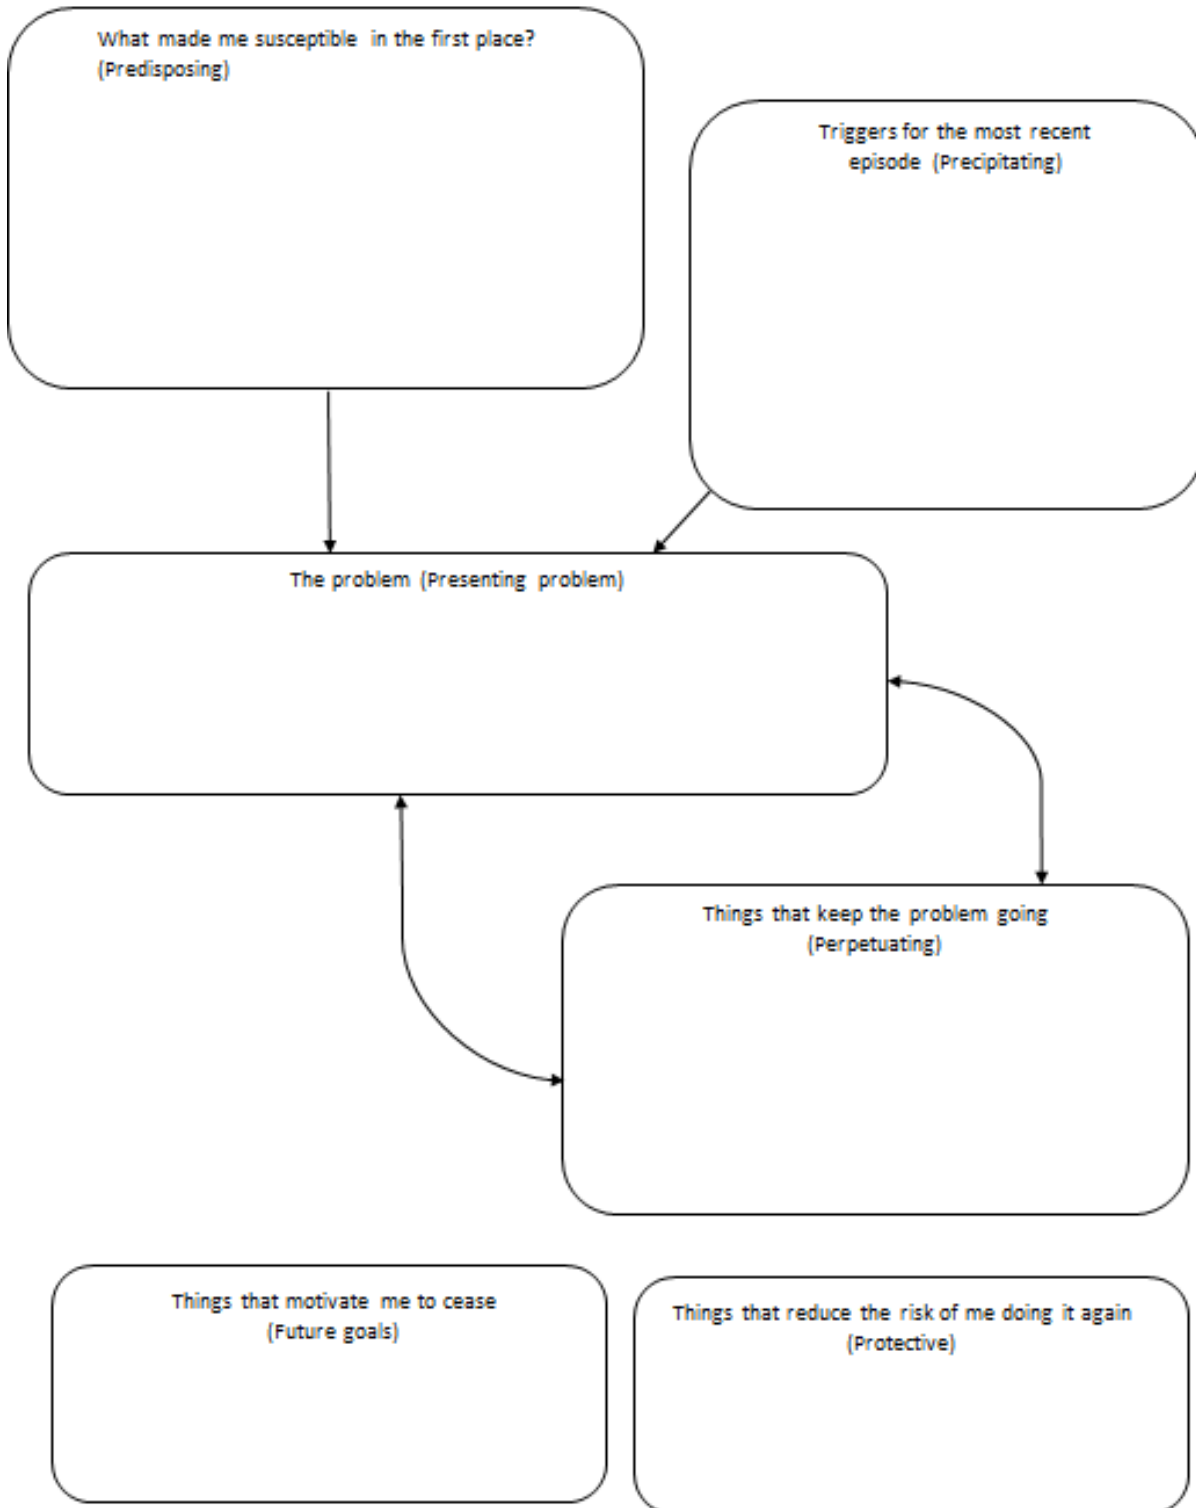 What made me susceptible in the first place?
(Predisposing)
Triggers for the most recent
episode (Precipitating)
The problem (Presenting problem)
Things that keep the problem going
(Perpetuating)
Things that motivate me to cease
(Future goals)
Things that reduce the risk of me doing it again
(Protective)